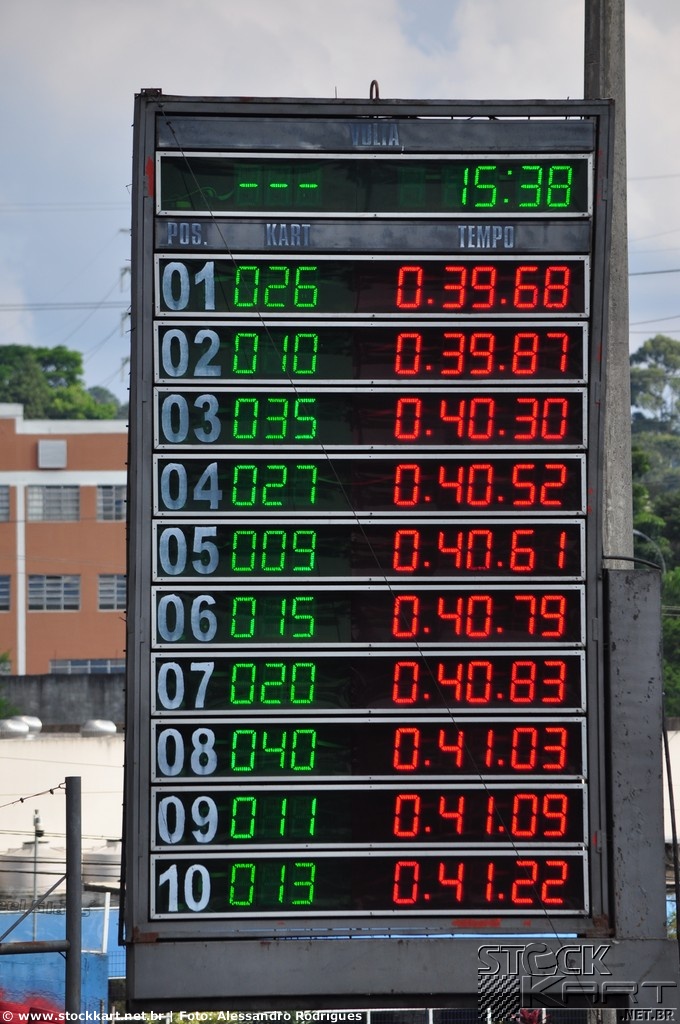 VOLTA
--- 15:38
POS. KART TEMPO
01 026 0.39.68
02 010 0.39.87
03 035 0.40.30
04 027 0.40.52
05 009 0.40.61
06 015 0.40.79
07 020 0.40.83
08 040 0.41.03
09 011 0.41.09
10 013 0.41.22
STOCK
KART
.NET.BR
© www.stockkart.net.br | Foto: Alessandro Rodrigues